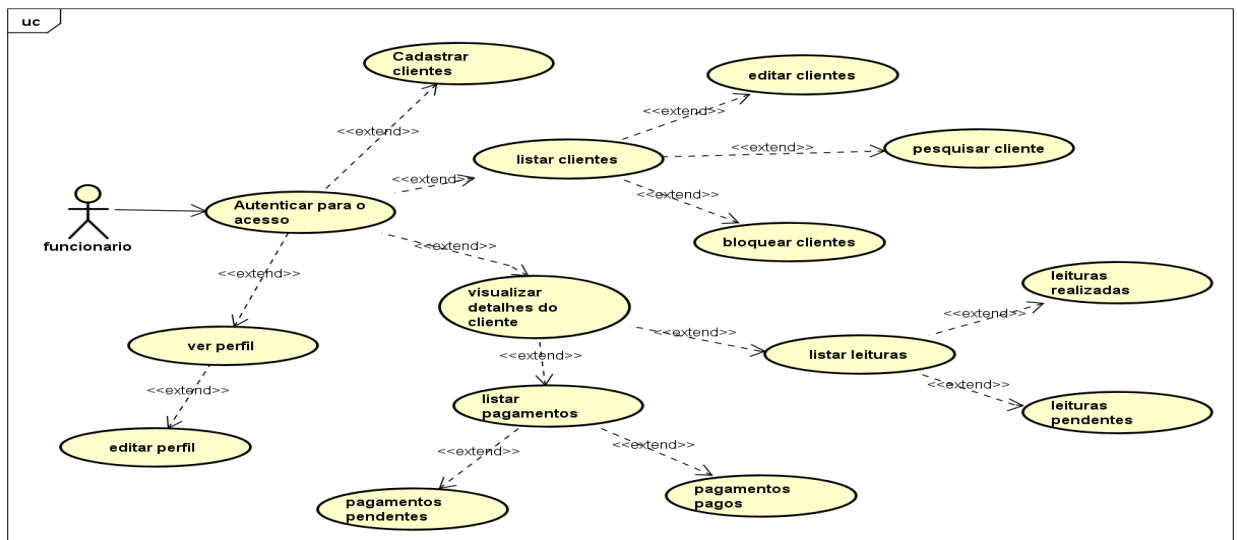 uc
Cadastrar
clientes
editar clientes
<<extend>>
<<extend>>
<<extend>>
pesquisar cliente
listar clientes
<<extend>>
<<extend>>
Autenticar para o
acesso
funcionario
bloquear clientes
<<extend>>
<<extend>>
leituras
realizadas
visualizar
detalhes do
cliente
<<extend>>
<<extend>>
ver perfil
listar leituras
<<extend>>
<<extend>>
<<extend>>
listar
pagamentos
leituras
pendentes
editar perfil
<<extend>>
<<extend>>
pagamentos
pendentes
pagamentos
pagos